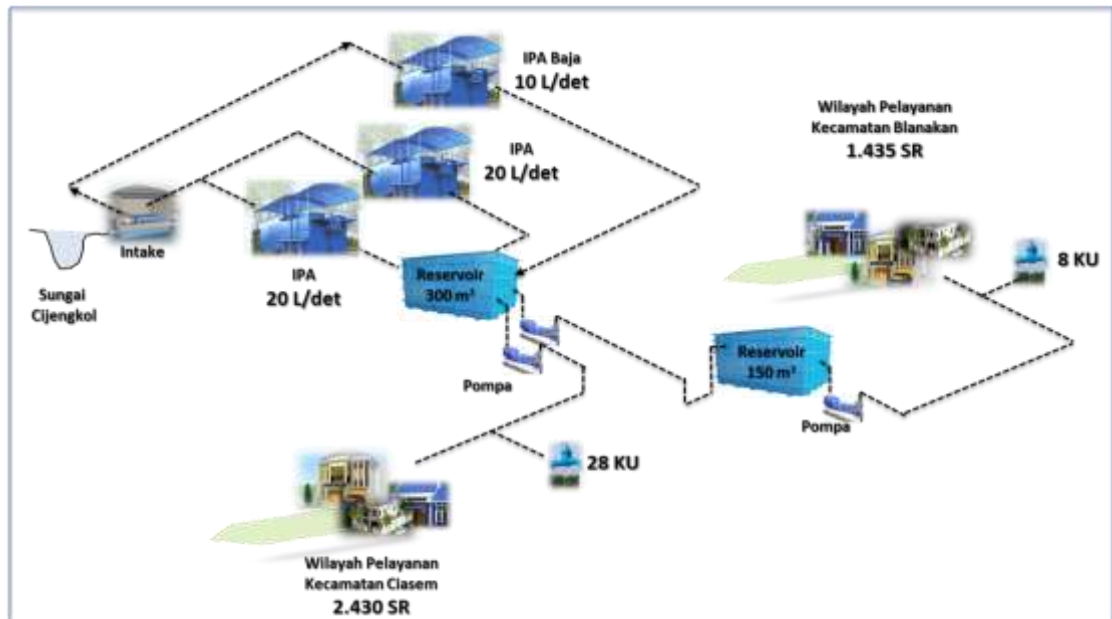 IPA Baja
10 L/det
Wilayah Pelayanan
Kecamatan Blanakan
1.435 SR
IPA
20 L/det
Intake
8 KU
Sungai
Cijengkol
IPA
20 L/det
Reservoir
300 m³
Reservoir
150 m³
Pompa
Pompa
28 KU
Wilayah Pelayanan
Kecamatan Ciasem
2.430 SR